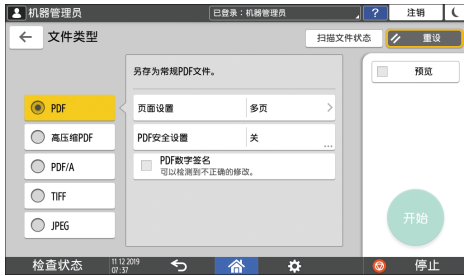 机器管理员
已登录：机器管理员
?
注销
文件类型
扫描文件状态
重设
另存为常规PDF文件。
预览
PDF
页面设置
多页
高压缩PDF
PDF安全设置
关
...
PDF/A
PDF数字签名
可以检测到不正确的修改。
TIFF
JPEG
开始
检查状态
11 12 2019
07:37
停止